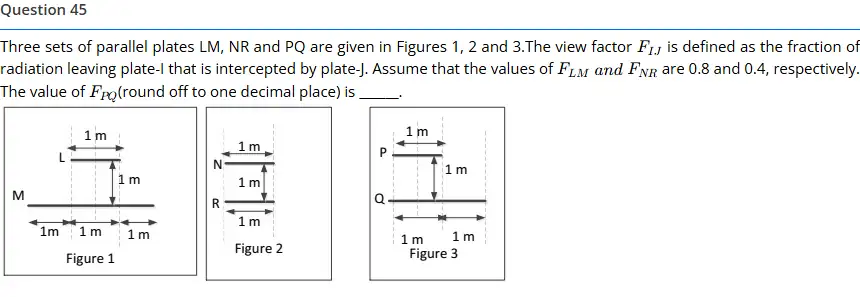 Question 45
Three sets of parallel plates LM, NR and PQ are given in Figures 1, 2 and 3.The view factor F_{IJ} is defined as the fraction of
radiation leaving plate-I that is intercepted by plate-J. Assume that the values of F_{LM} and F_{NR} are 0.8 and 0.4, respectively.
The value of F_{PQ}(round off to one decimal place) is _____.
1 m
L
1 m
M
1m 1 m 1 m
Figure 1
1 m
N
1 m
R
1 m
Figure 2
1 m
P
1 m
Q
1 m 1 m
Figure 3